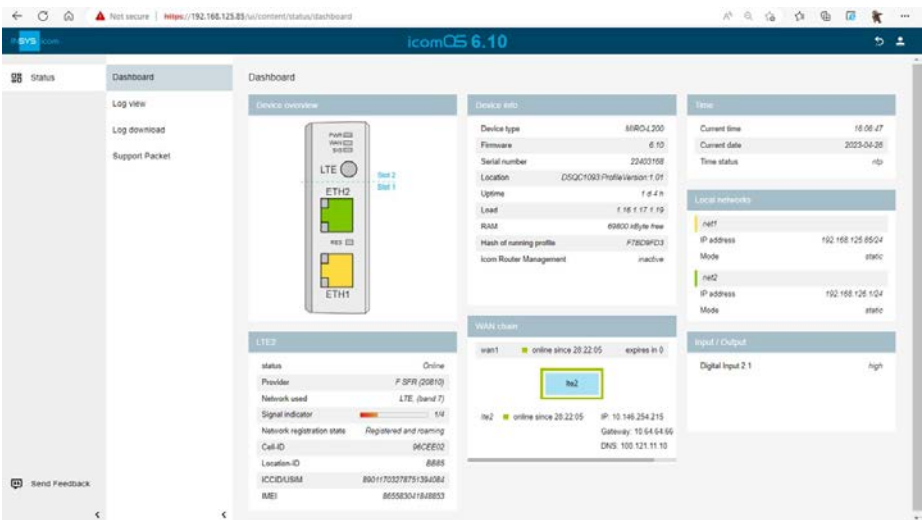 Not secure | https://192.168.125.85/ui/content/status/dashboard
INSYS icom
icomOS 6.10
Status
Dashboard
Log view
Log download
Support Packet
Send Feedback
Dashboard
Device overview
PWR
WAN
SYS
LTE
Slot 2
Slot 1
ETH2
RES
ETH1
LTE2
status Online
Provider F SFR (20810)
Network used LTE, (band 7)
Signal indicator 1/4
Network registration state Registered and roaming
Cell-ID 96CEE02
Location-ID BB85
ICCID/USIM 89011703278751394084
IMEI 865583041848853
Device info
Device type MIRO-L200
Firmware 6.10
Serial number 22403168
Location DSQC1093:ProfileVersion:1.01
Uptime 1 d 4 h
Load 1.16 1.17 1.19
RAM 69800 kByte free
Hash of running profile F7BD9FD3
icom Router Management inactive
WAN chain
wan1 online since 28:22:05 expires in 0
lte2
lte2 online since 28:22:05 IP: 10.146.254.215
Gateway: 10.64.64.66
DNS: 100.121.11.10
Time
Current time 16:06:47
Current date 2023-04-26
Time status ntp
Local networks
net1
IP address 192.168.125.85/24
Mode static
net2
IP address 192.168.126.1/24
Mode static
Input / Output
Digital Input 2.1 high